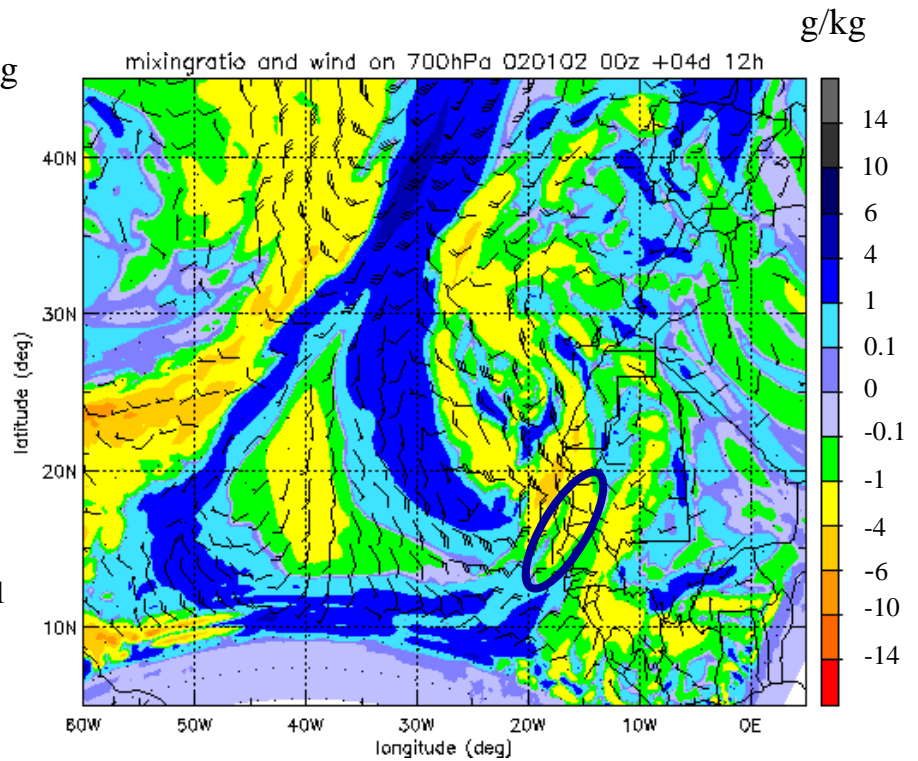 g/kg
g
mixingratio and wind on 700hPa 020102 00z +04d 12h
14
10
6
4
1
0.1
0
-0.1
-1
-4
-6
-10
-14
40N
30N
20N
10N
latitude (deg)
l
60W 50W 40W 30W 20W 10W 0E
longitude (deg)